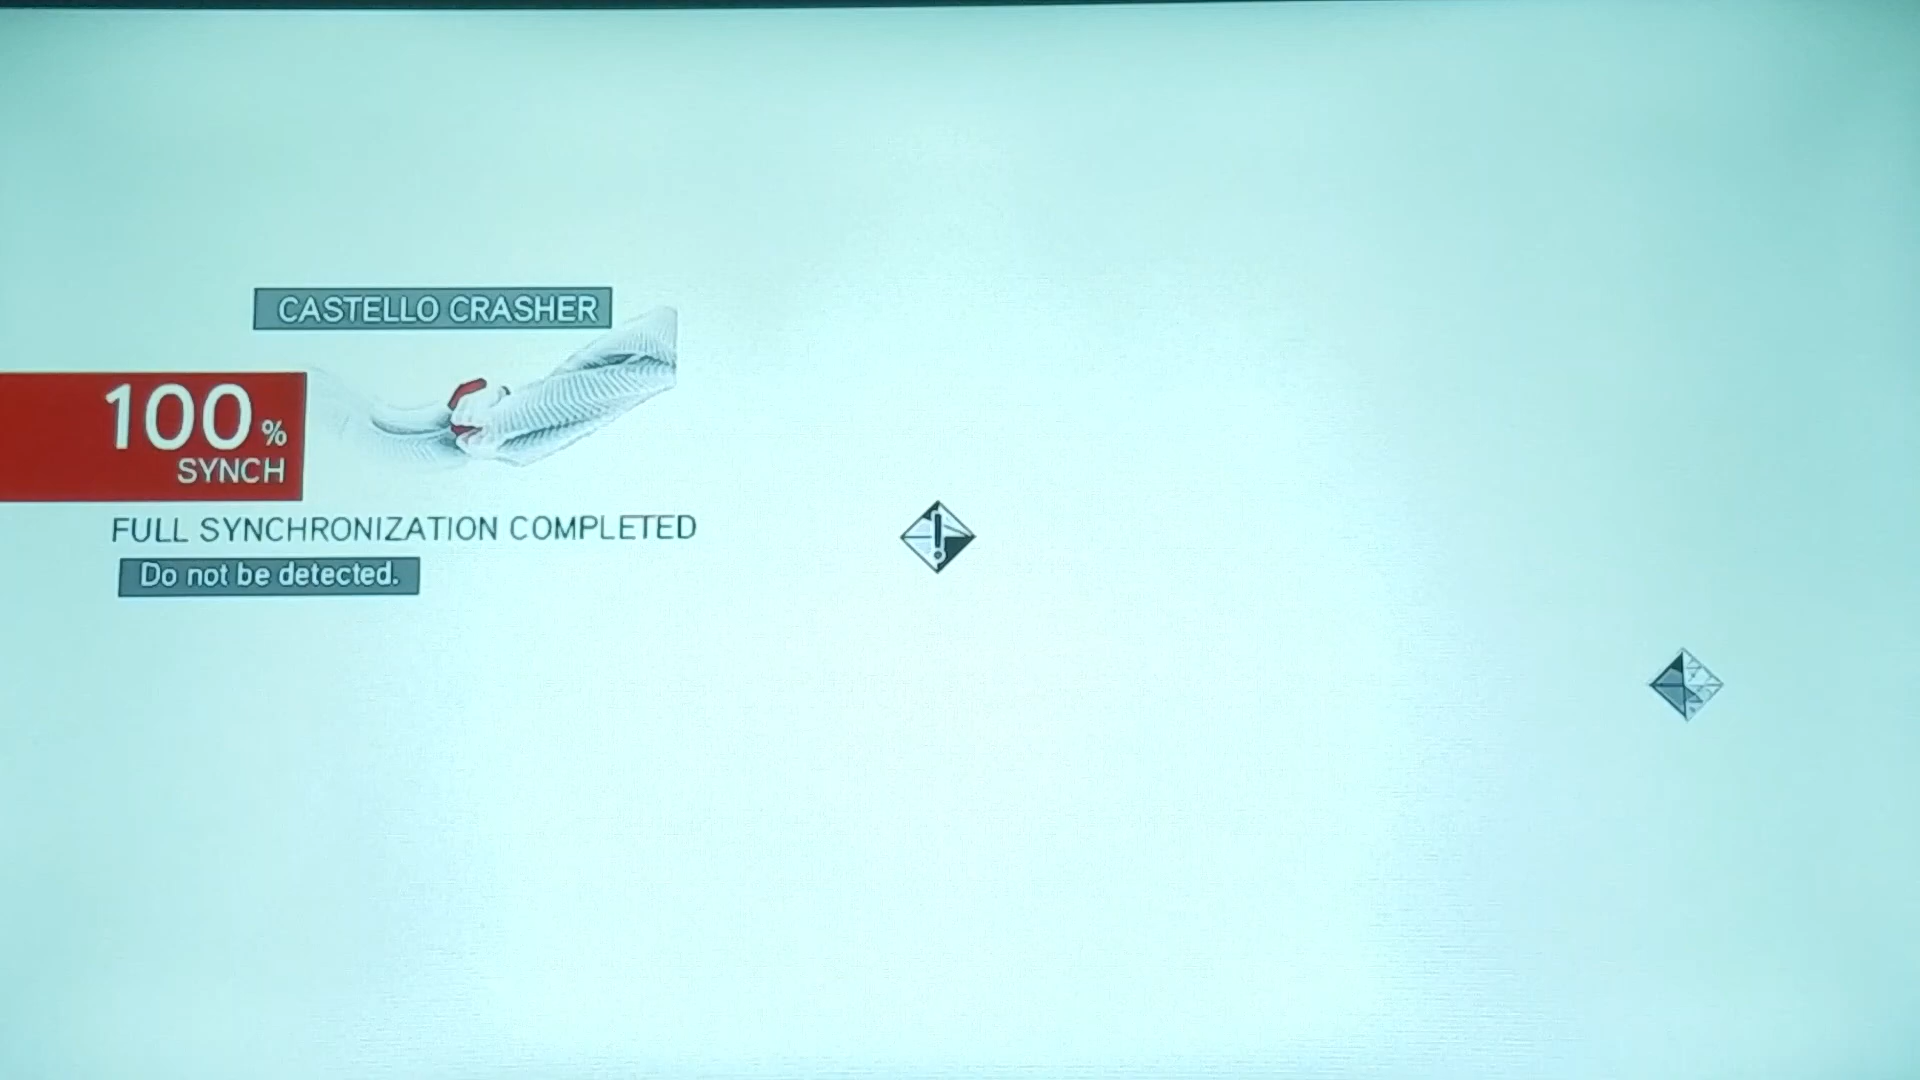 CASTELLO CRASHER
100%
SYNCH
FULL SYNCHRONIZATION COMPLETED
Do not be detected.